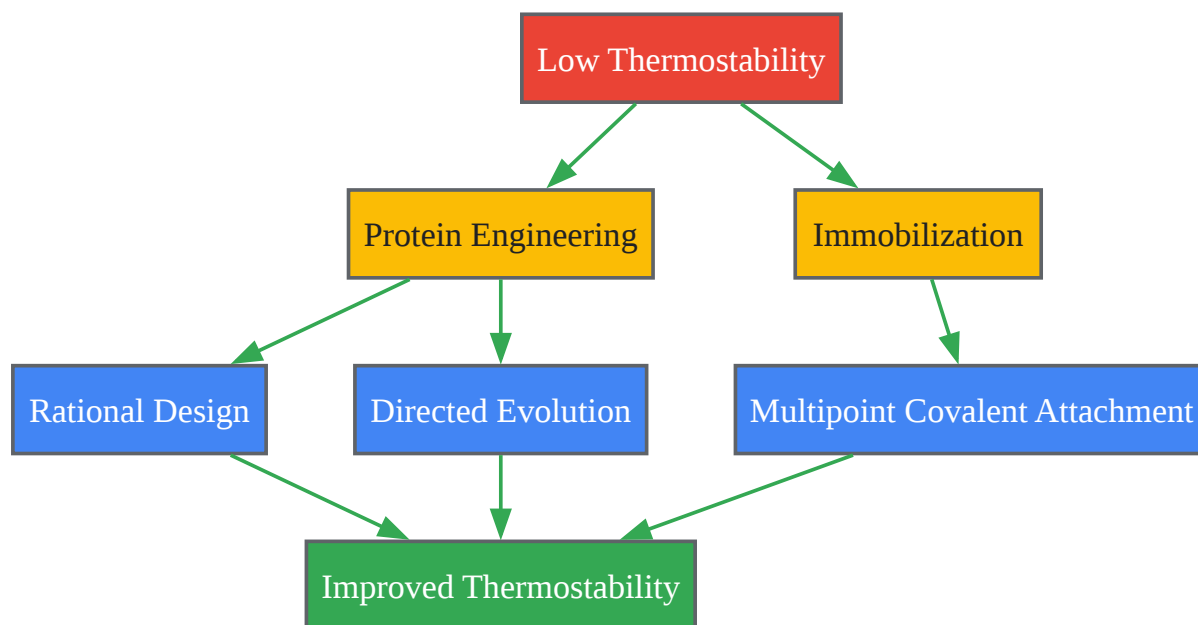 Low Thermostability
Protein Engineering
Immobilization
Rational Design
Directed Evolution
Multipoint Covalent Attachment
Improved Thermostability